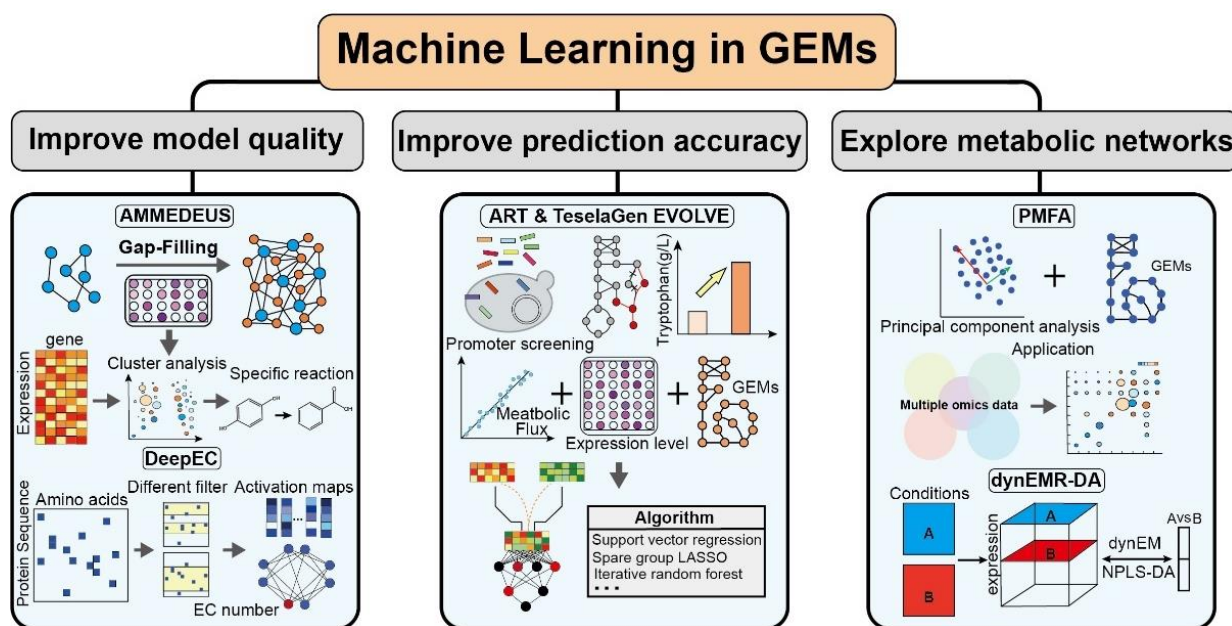 Machine Learning in GEMs
Improve model quality
Improve prediction accuracy
Explore metabolic networks
AMMEDEUS
Gap-Filling
gene
Expression
Cluster analysis
Specific reaction
OH
DeepEC
Protein Sequence
Amino acids
Different filter
Activation maps
...
EC number
ART & TeselaGen EVOLVE
Tryptophan(g/L)
Promoter screening
Meatbolic
Flux
+
Expression level
+
GEMs
Algorithm
Support vector regression
Spare group LASSO
Iterative random forest
...
PMFA
+
GEMs
Principal component analysis
Application
Multiple omics data
dynEMR-DA
Conditions
A
B
expression
A
B
AvsB
dynEM
NPLS-DA